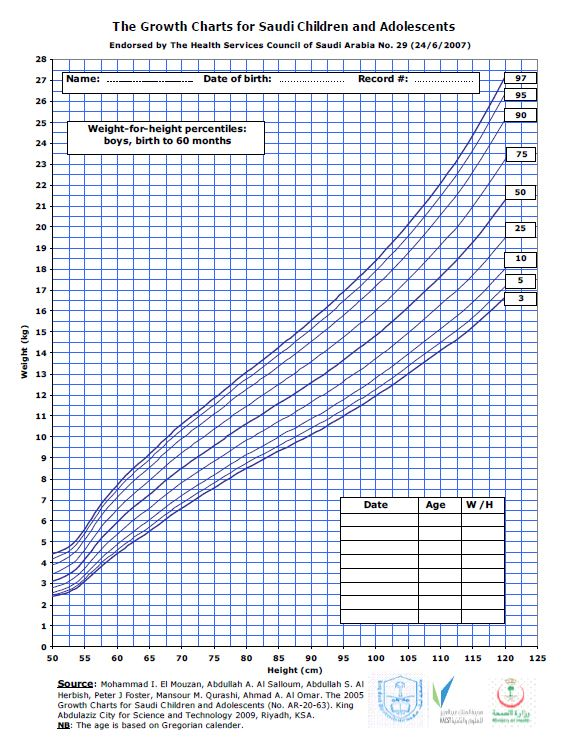 The Growth Charts for Saudi Children and Adolescents
Endorsed by The Health Services Council of Saudi Arabia No. 29 (24/6/2007)
Name: ........................ Date of birth: .................. Record #: ........................
Weight-for-height percentiles:
boys, birth to 60 months
97
95
90
75
50
25
10
5
3
Weight (kg)
28
27
26
25
24
23
22
21
20
19
18
17
16
15
14
13
12
11
10
9
8
7
6
5
4
3
2
1
0
Date Age W/H
50 55 60 65 70 75 80 85 90 95 100 105 110 115 120 125
Height (cm)
Source: Mohammad I. El Mouzan, Abdullah A. Al Salloum, Abdullah S. Al
Herbish, Peter J Foster, Mansour M. Qurashi, Ahmad A. Al Omar. The 2005
Growth Charts for Saudi Children and Adolescents (No. AR-20-63). King
Abdulaziz City for Science and Technology 2009, Riyadh, KSA.
NB: The age is based on Gregorian calender.
وزارة الصحة
Ministry of Health